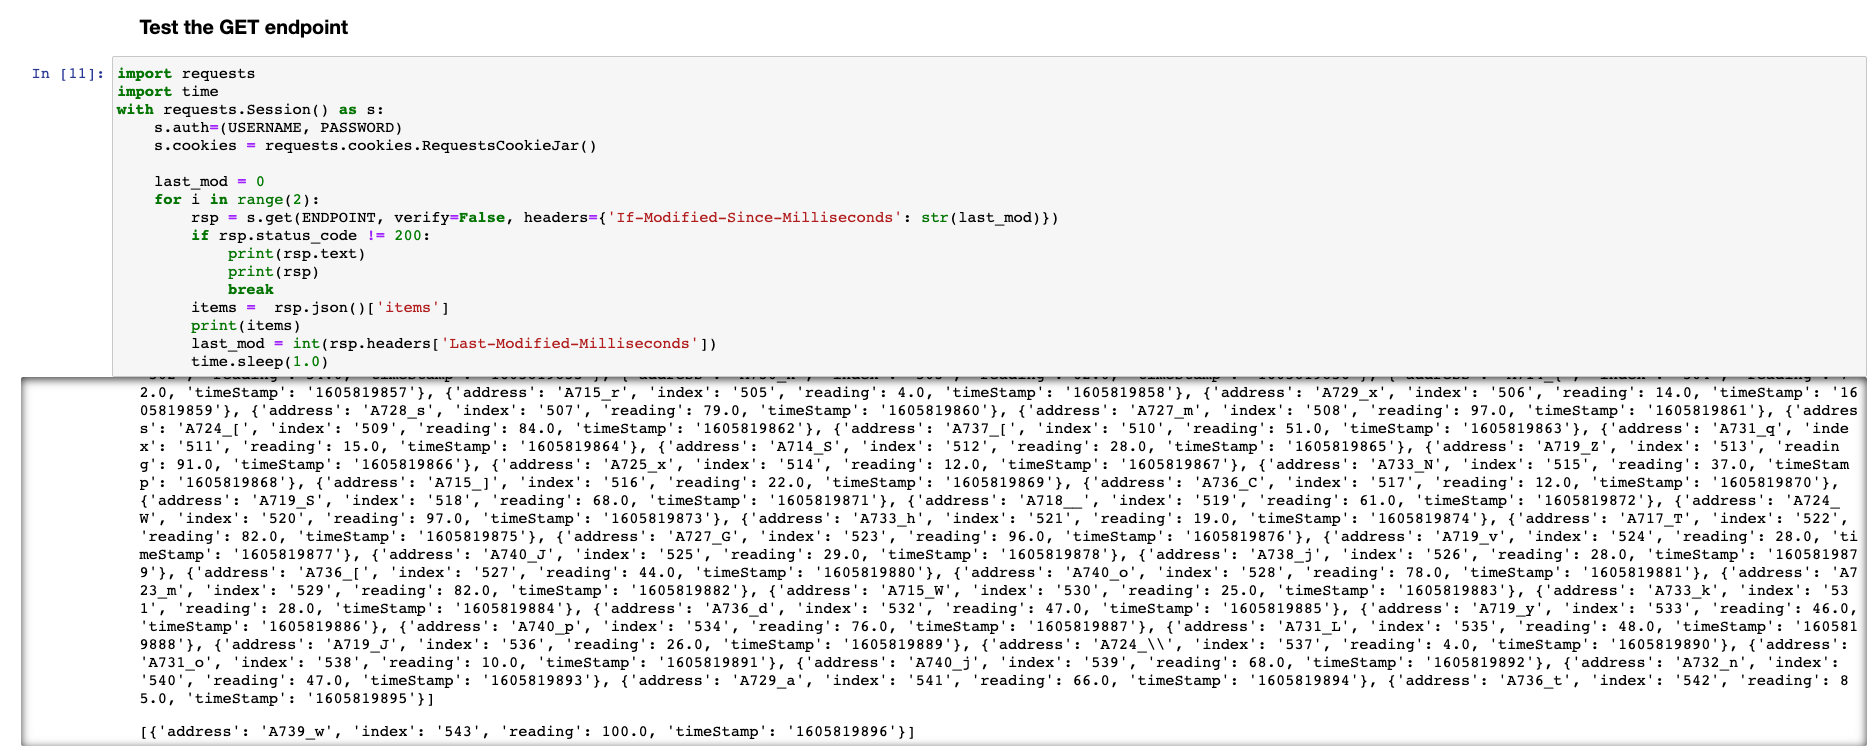 Test the GET endpoint
In [11]:
import requests
import time
with requests.Session() as s:
    s.auth=(USERNAME, PASSWORD)
    s.cookies = requests.cookies.RequestsCookieJar()
    last_mod = 0
    for i in range(2):
        rsp = s.get(ENDPOINT, verify=False, headers={'If-Modified-Since-Milliseconds': str(last_mod)})
        if rsp.status_code != 200:
            print(rsp.text)
            print(rsp)
            break
        items =  rsp.json()['items']
        print(items)
        last_mod = int(rsp.headers['Last-Modified-Milliseconds'])
        time.sleep(1.0)
2.0, 'timeStamp': '1605819857'}, {'address': 'A715_r', 'index': '505', 'reading': 4.0, 'timeStamp': '1605819858'}, {'address': 'A729_x', 'index': '506', 'reading': 14.0, 'timeStamp': '16
05819859'}, {'address': 'A728_s', 'index': '507', 'reading': 79.0, 'timeStamp': '1605819860'}, {'address': 'A727_m', 'index': '508', 'reading': 97.0, 'timeStamp': '1605819861'}, {'addres
s': 'A724_[', 'index': '509', 'reading': 84.0, 'timeStamp': '1605819862'}, {'address': 'A737_[', 'index': '510', 'reading': 51.0, 'timeStamp': '1605819863'}, {'address': 'A731_q', 'inde
x': '511', 'reading': 15.0, 'timeStamp': '1605819864'}, {'address': 'A714_S', 'index': '512', 'reading': 28.0, 'timeStamp': '1605819865'}, {'address': 'A719_Z', 'index': '513', 'readin
g': 91.0, 'timeStamp': '1605819866'}, {'address': 'A725_x', 'index': '514', 'reading': 12.0, 'timeStamp': '1605819867'}, {'address': 'A733_N', 'index': '515', 'reading': 37.0, 'timeStam
p': '1605819868'}, {'address': 'A715_]', 'index': '516', 'reading': 22.0, 'timeStamp': '1605819869'}, {'address': 'A736_C', 'index': '517', 'reading': 12.0, 'timeStamp': '1605819870'},
{'address': 'A719_S', 'index': '518', 'reading': 68.0, 'timeStamp': '1605819871'}, {'address': 'A718__', 'index': '519', 'reading': 61.0, 'timeStamp': '1605819872'}, {'address': 'A724_
W', 'index': '520', 'reading': 97.0, 'timeStamp': '1605819873'}, {'address': 'A733_h', 'index': '521', 'reading': 19.0, 'timeStamp': '1605819874'}, {'address': 'A717_T', 'index': '522',
'reading': 82.0, 'timeStamp': '1605819875'}, {'address': 'A727_G', 'index': '523', 'reading': 96.0, 'timeStamp': '1605819876'}, {'address': 'A719_v', 'index': '524', 'reading': 28.0, 'ti
meStamp': '1605819877'}, {'address': 'A740_J', 'index': '525', 'reading': 29.0, 'timeStamp': '1605819878'}, {'address': 'A738_j', 'index': '526', 'reading': 28.0, 'timeStamp': '160581987
9'}, {'address': 'A736_[', 'index': '527', 'reading': 44.0, 'timeStamp': '1605819880'}, {'address': 'A740_o', 'index': '528', 'reading': 78.0, 'timeStamp': '1605819881'}, {'address': 'A7
23_m', 'index': '529', 'reading': 82.0, 'timeStamp': '1605819882'}, {'address': 'A715_W', 'index': '530', 'reading': 25.0, 'timeStamp': '1605819883'}, {'address': 'A733_k', 'index': '53
1', 'reading': 28.0, 'timeStamp': '1605819884'}, {'address': 'A736_d', 'index': '532', 'reading': 47.0, 'timeStamp': '1605819885'}, {'address': 'A719_y', 'index': '533', 'reading': 46.0,
'timeStamp': '1605819886'}, {'address': 'A740_p', 'index': '534', 'reading': 76.0, 'timeStamp': '1605819887'}, {'address': 'A731_L', 'index': '535', 'reading': 48.0, 'timeStamp': '160581
9888'}, {'address': 'A719_J', 'index': '536', 'reading': 26.0, 'timeStamp': '1605819889'}, {'address': 'A724_\\', 'index': '537', 'reading': 4.0, 'timeStamp': '1605819890'}, {'address':
'A731_o', 'index': '538', 'reading': 10.0, 'timeStamp': '1605819891'}, {'address': 'A740_j', 'index': '539', 'reading': 68.0, 'timeStamp': '1605819892'}, {'address': 'A732_n', 'index':
'540', 'reading': 47.0, 'timeStamp': '1605819893'}, {'address': 'A729_a', 'index': '541', 'reading': 66.0, 'timeStamp': '1605819894'}, {'address': 'A736_t', 'index': '542', 'reading': 8
5.0, 'timeStamp': '1605819895'}]
[{'address': 'A739_w', 'index': '543', 'reading': 100.0, 'timeStamp': '1605819896'}]